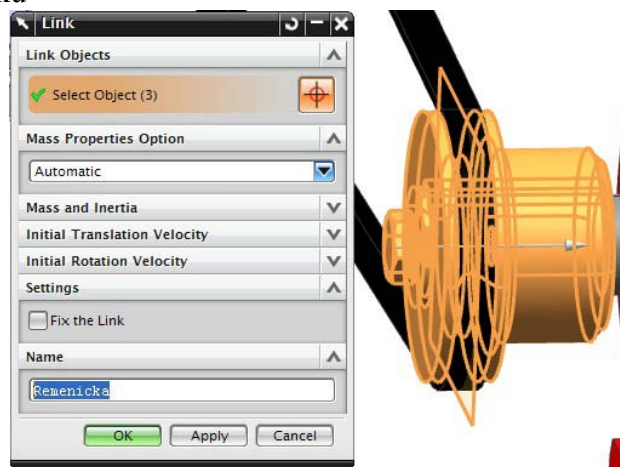 Link
Link Objects
Select Object (3)
Mass Properties Option
Automatic
Mass and Inertia
Initial Translation Velocity
Initial Rotation Velocity
Settings
Fix the Link
Name
Remenicka
OK Apply Cancel